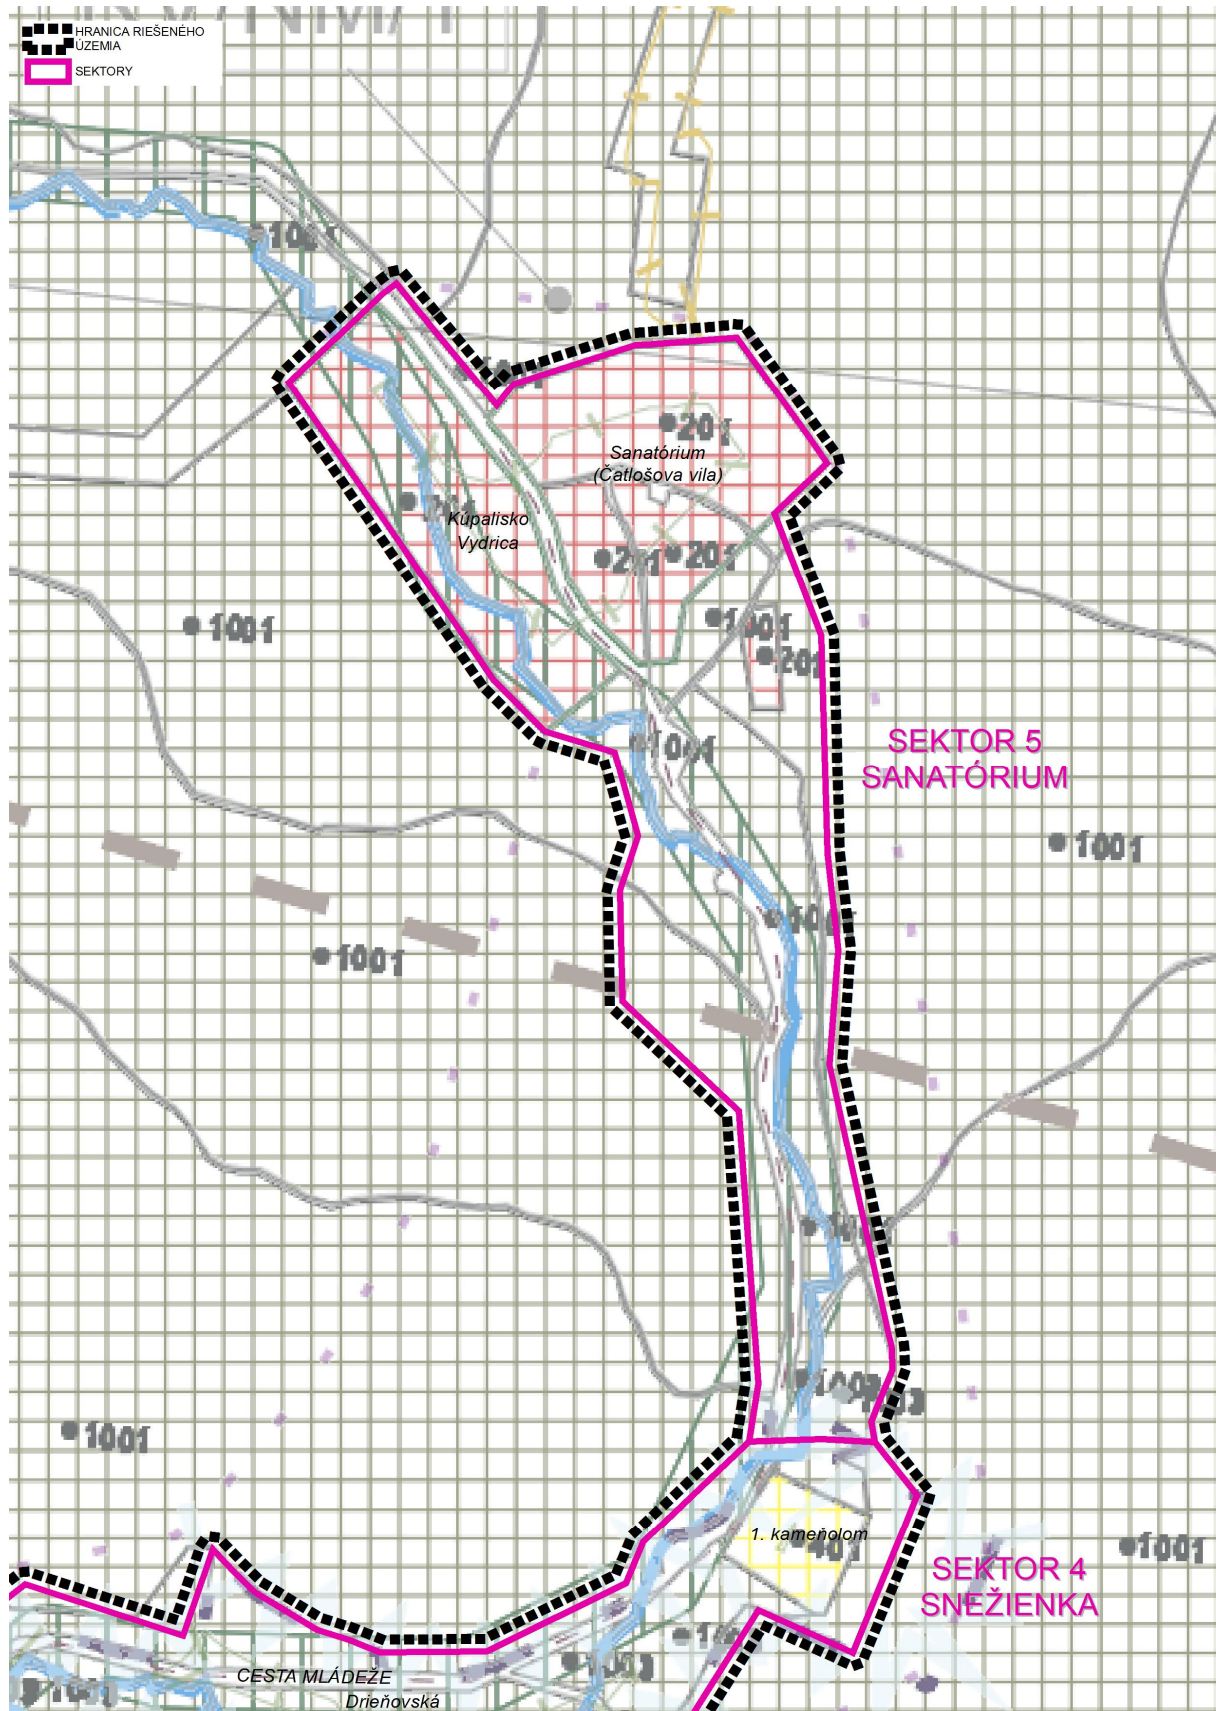 HRANICA RIEŠENÉHO
ÚZEMIA
SEKTORY
201
Sanatórium
(Čatlošova vila)
Kúpalisko
Vydrica
201
201
1001
1001
201
1001
SEKTOR 5
SANATÓRIUM
1001
1001
1001
1001
1. kameňolom
401
1001
SEKTOR 4
SNEŽIENKA
CESTA MLÁDEŽE
Drieňovská